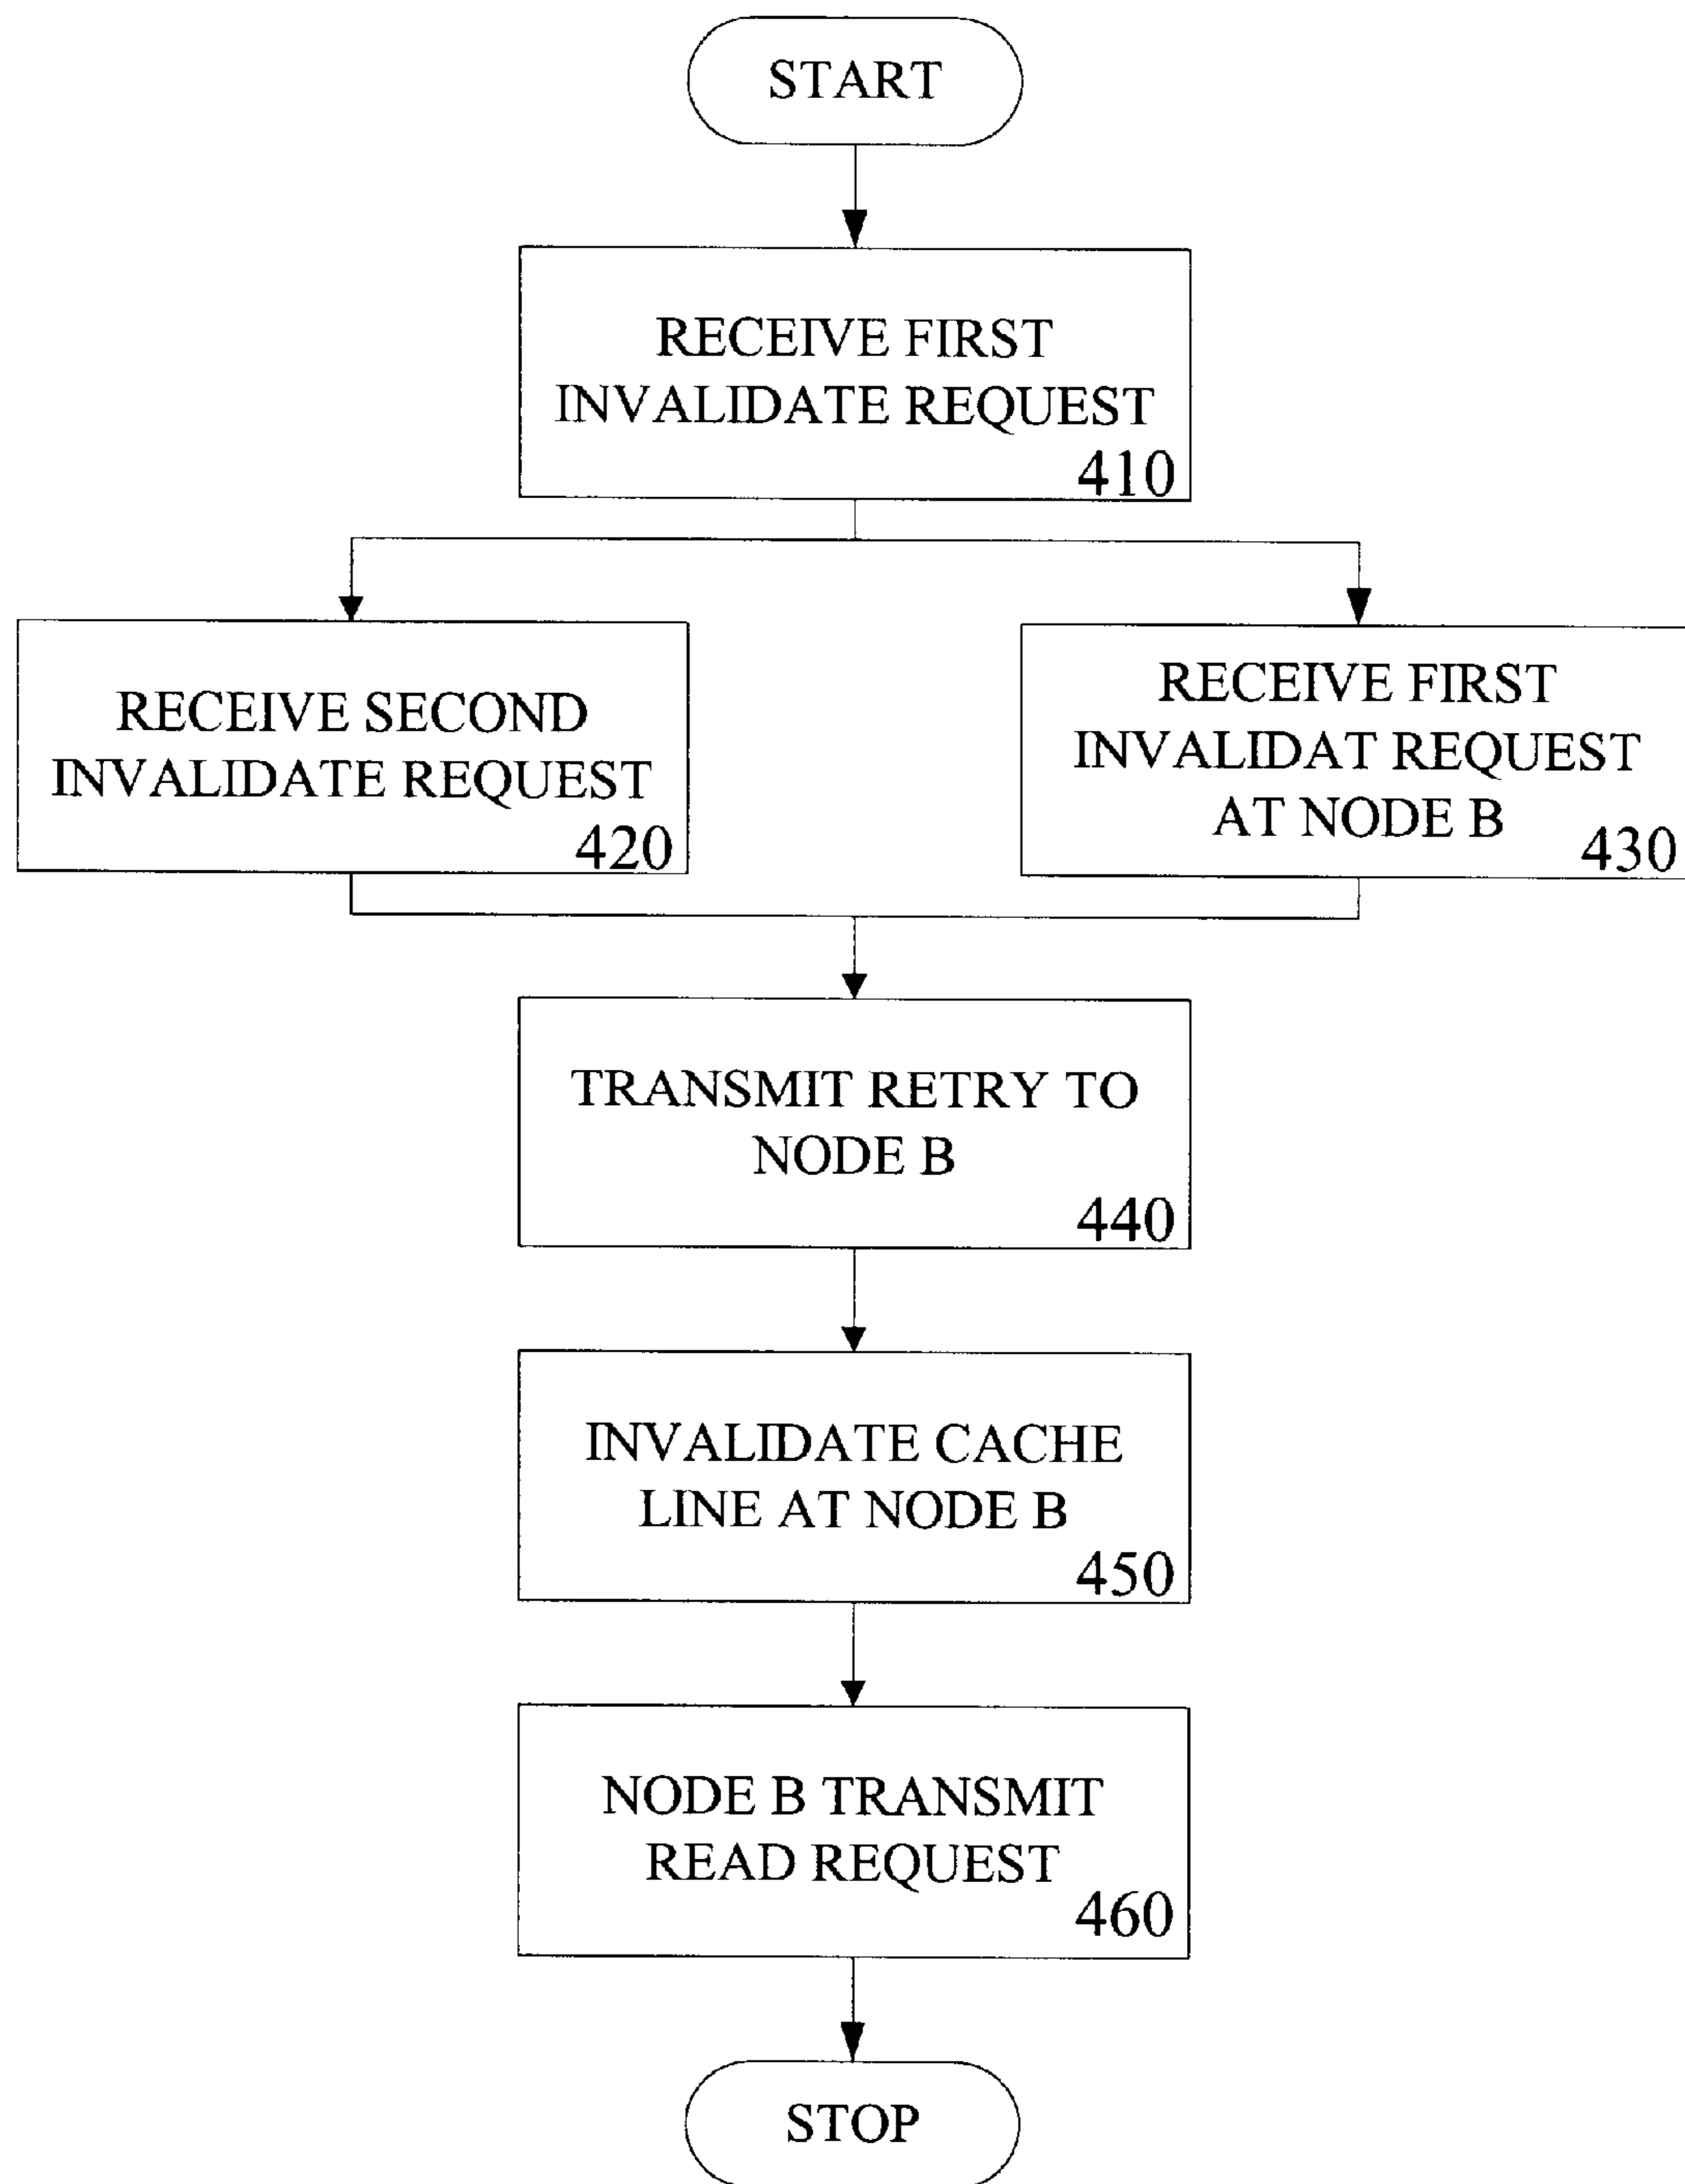 START
RECEIVE FIRST
INVALIDATE REQUEST
410
RECEIVE SECOND
INVALIDATE REQUEST
420
RECEIVE FIRST
INVALIDAT REQUEST
AT NODE B
430
TRANSMIT RETRY TO
NODE B
440
INVALIDATE CACHE
LINE AT NODE B
450
NODE B TRANSMIT
READ REQUEST
460
STOP